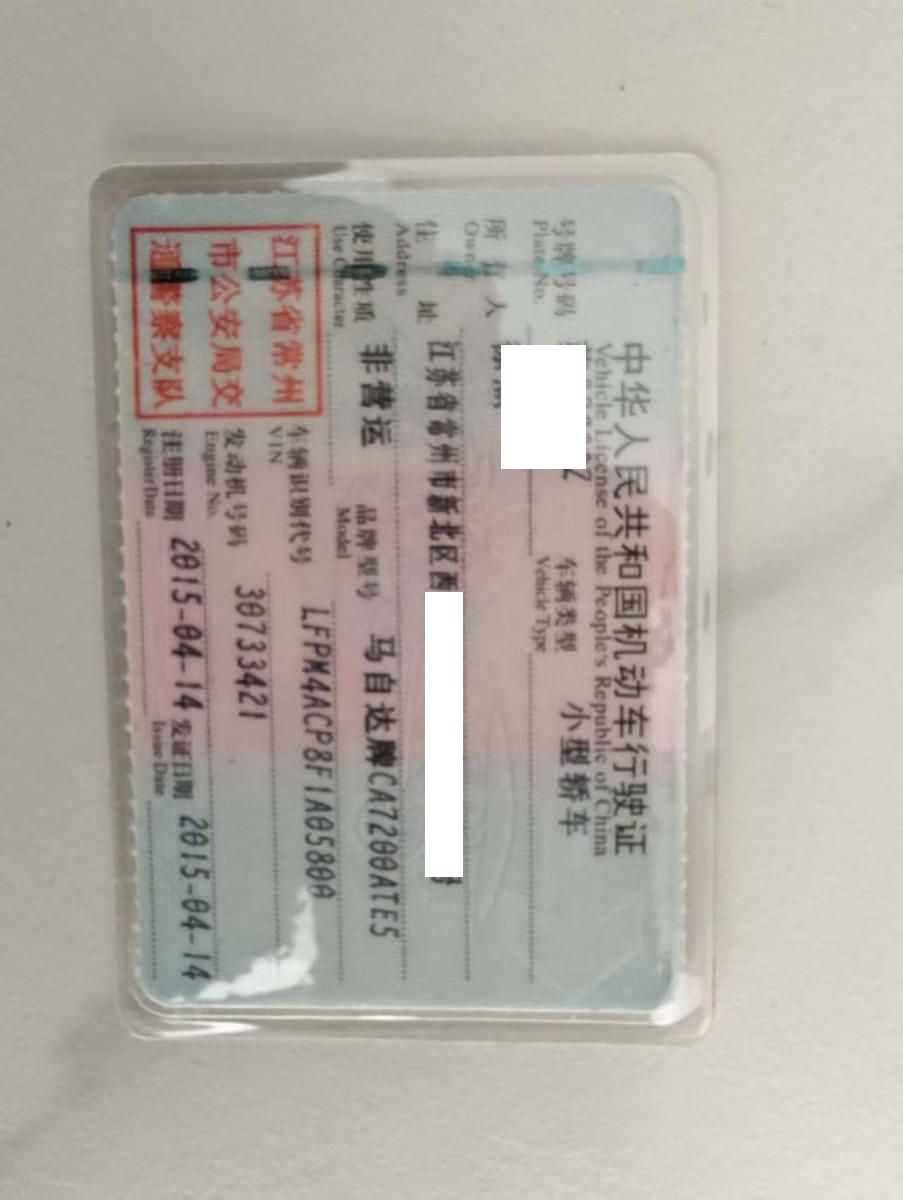 中华人民共和国机动车行驶证
Vehicle License of the People's Republic of China
号牌号码 Z 车辆类型 小型轿车
Plate No. Vehicle Type
所有人
Owner
住址 江苏省常州市新北区西 号
Address
使用性质 非营运 品牌型号 马自达牌CA7200ATE5
Use Character Model
江苏省常州
市公安局交
通警察支队
车辆识别代号 LFPM4ACP8F1A05800
VIN
发动机号码 30733421
Engine No.
注册日期 2015-04-14 发证日期 2015-04-14
Register Date Issue Date